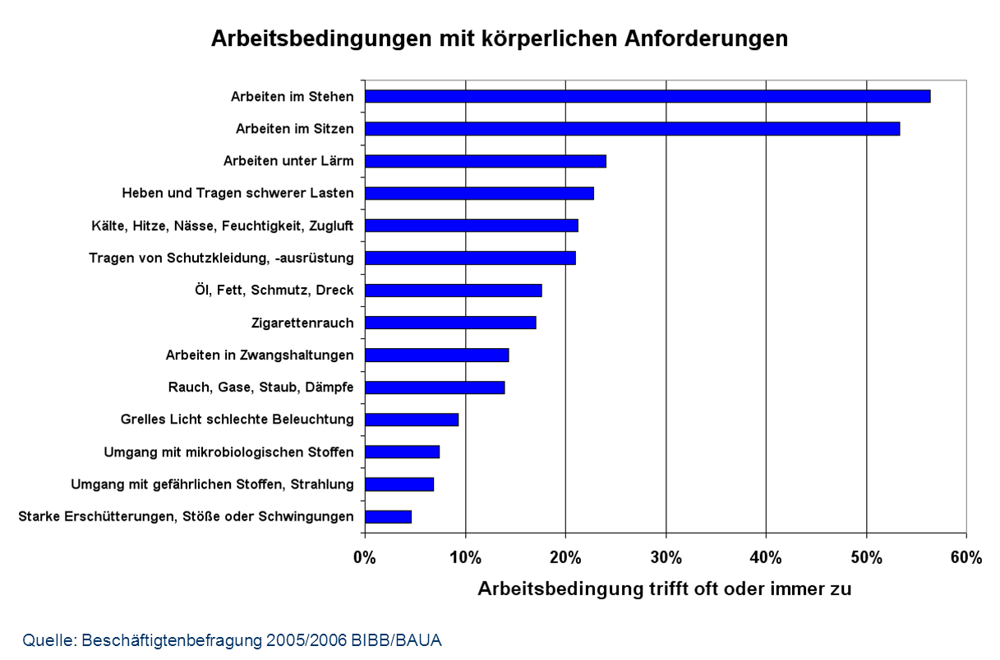 Arbeitsbedingungen mit körperlichen Anforderungen
Arbeiten im Stehen
Arbeiten im Sitzen
Arbeiten unter Lärm
Heben und Tragen schwerer Lasten
Kälte, Hitze, Nässe, Feuchtigkeit, Zugluft
Tragen von Schutzkleidung, -ausrüstung
Öl, Fett, Schmutz, Dreck
Zigarettenrauch
Arbeiten in Zwangshaltungen
Rauch, Gase, Staub, Dämpfe
Grelles Licht schlechte Beleuchtung
Umgang mit mikrobiologischen Stoffen
Umgang mit gefährlichen Stoffen, Strahlung
Starke Erschütterungen, Stöße oder Schwingungen
0% 10% 20% 30% 40% 50% 60%
Arbeitsbedingung trifft oft oder immer zu
Quelle: Beschäftigtenbefragung 2005/2006 BIBB/BAUA